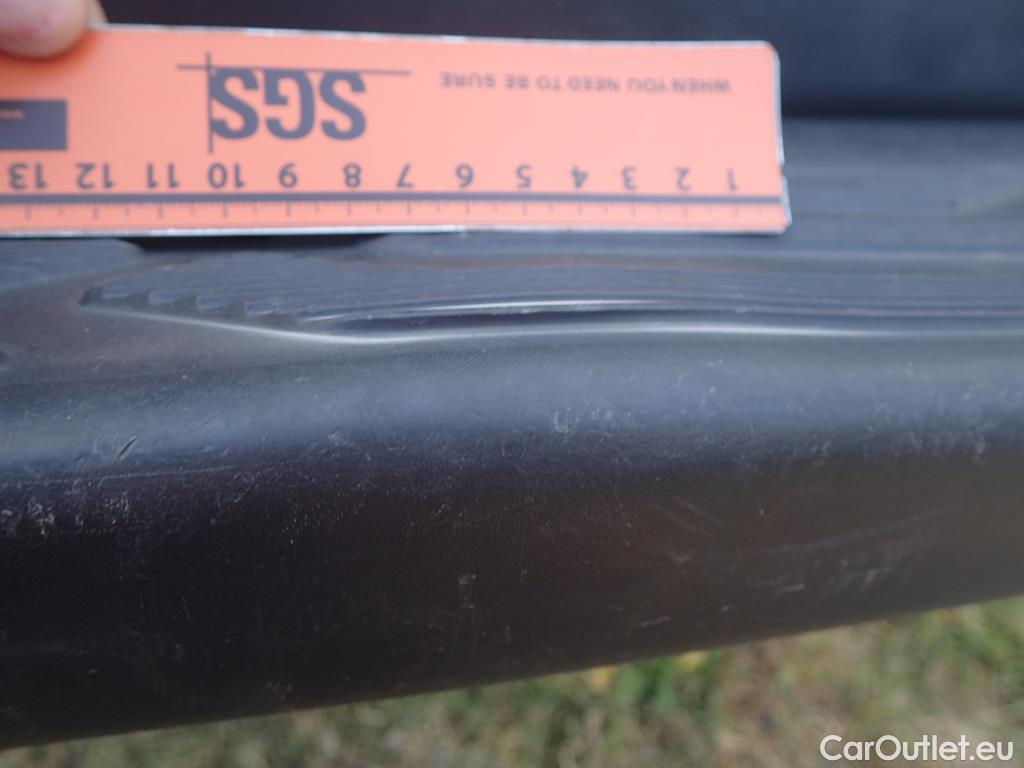 1 2 3 4 5 6 7 8 9 10 11 12 13
WHEN YOU NEED TO BE SURE
SGS
CarOutlet.eu